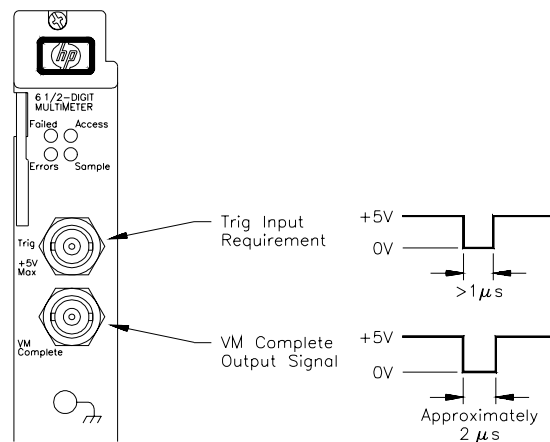 hp
6 1/2-DIGIT
MULTIMETER
Failed Access
Errors Sample
Trig
+5V
Max
VM
Complete
Trig Input
Requirement
+5V
0V
>1µs
VM Complete
Output Signal
+5V
0V
Approximately
2 µs